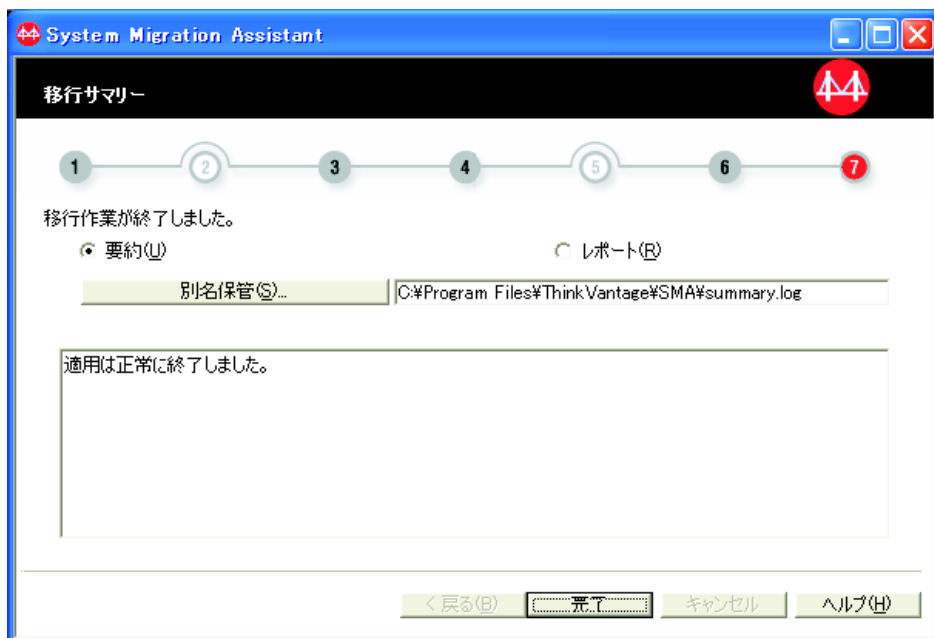 System Migration Assistant
移行サマリー
1 2 3 4 5 6 7
移行作業が終了しました。
要約(U) レポート(R)
別名保管(S)... C:¥Program Files¥ThinkVantage¥SMA¥summary.log
適用は正常に終了しました。
< 戻る(B) 完了 キャンセル ヘルプ(H)